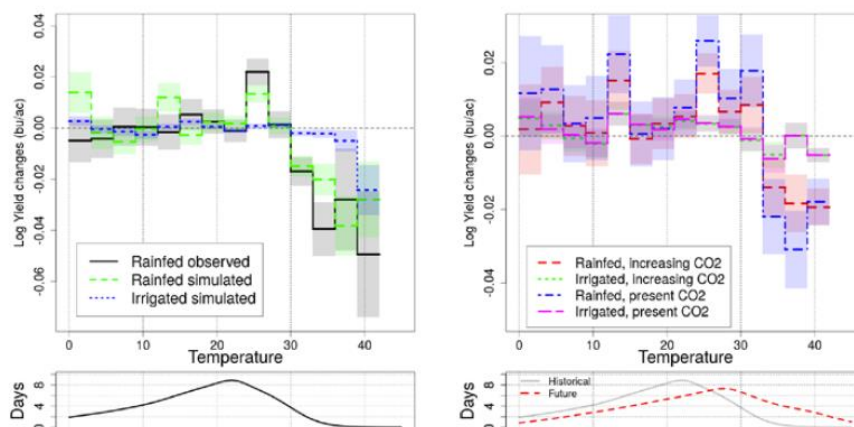 0.04
0.02
0.00
-0.02
-0.04
-0.06
Log Yield changes (bu/ac)
Rainfed observed
Rainfed simulated
Irrigated simulated
0 10 20 30 40
Temperature
Days
8
4
0
0.02
0.00
-0.02
-0.04
Log Yield changes (bu/ac)
Rainfed, increasing CO2
Irrigated, increasing CO2
Rainfed, present CO2
Irrigated, present CO2
0 10 20 30 40
Temperature
Days
8
4
0
Historical
Future